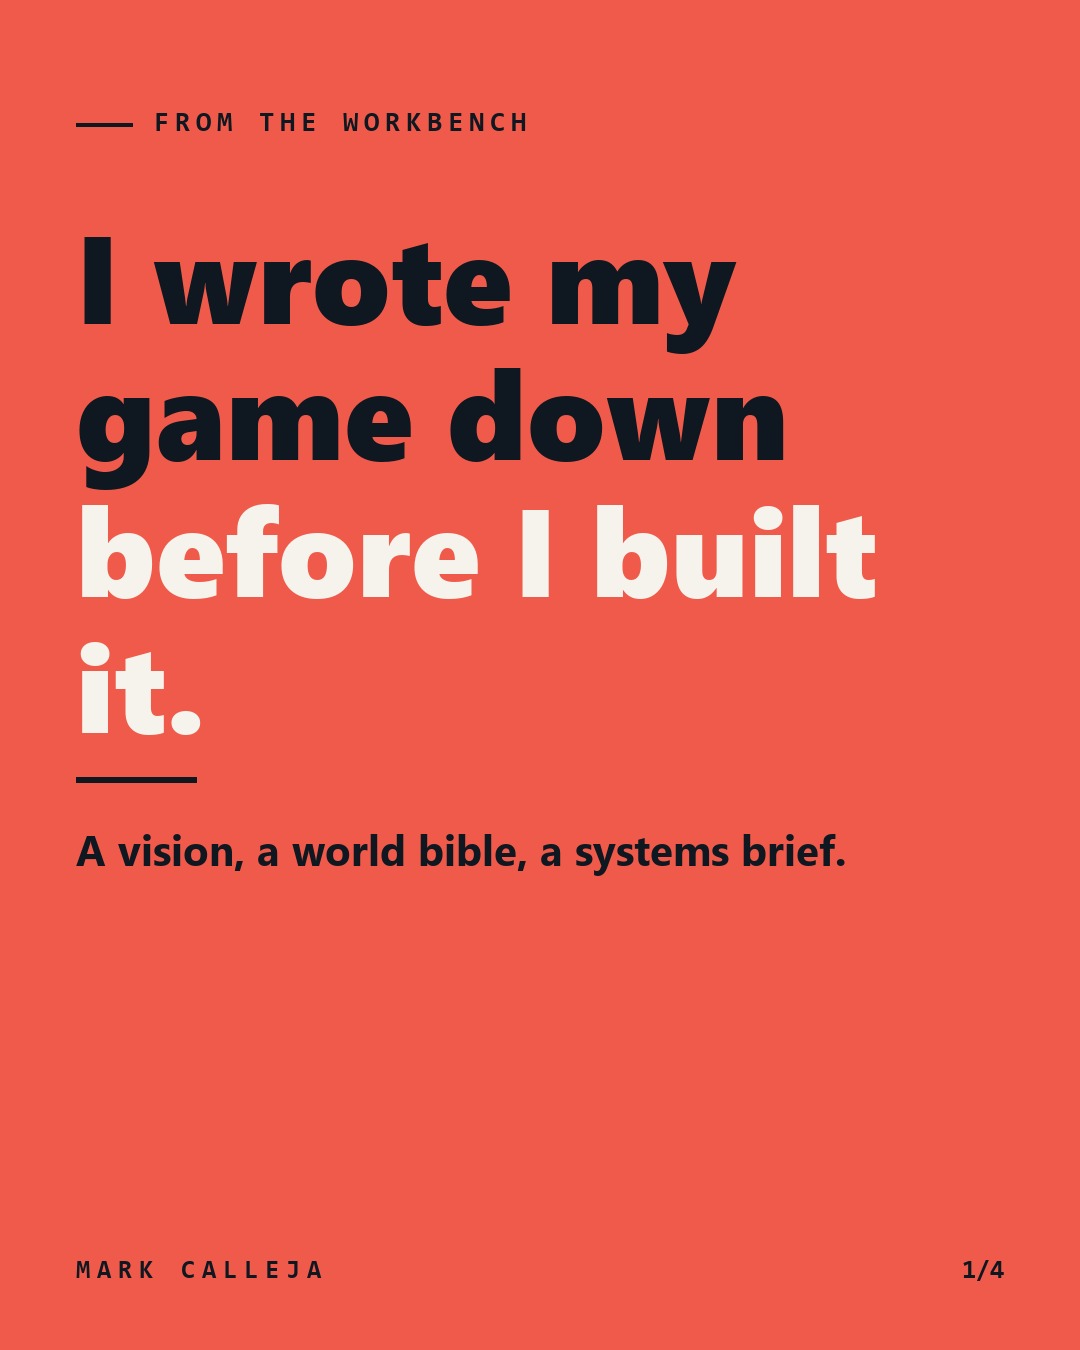 FROM THE WORKBENCH
I wrote my
game down
before I built
it.
A vision, a world bible, a systems brief.
MARK CALLEJA
1/4